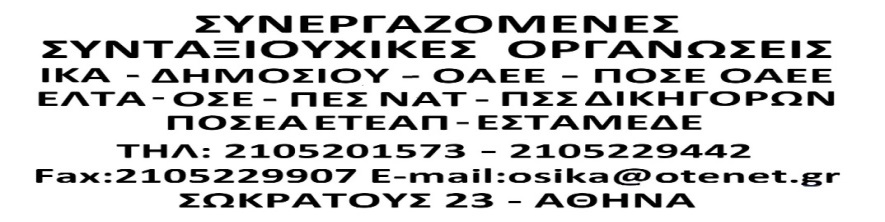 ΣΥΝΕΡΓΑΖΟΜΕΝΕΣ
ΣΥΝΤΑΞΙΟΥΧΙΚΕΣ ΟΡΓΑΝΩΣΕΙΣ
ΙΚΑ - ΔΗΜΟΣΙΟΥ – ΟΑΕΕ – ΠΟΣΕ ΟΑΕΕ
ΕΛΤΑ- ΟΣΕ - ΠΕΣ ΝΑΤ - ΠΣΣ ΔΙΚΗΓΟΡΩΝ
ΠΟΣΕΑ ΕΤΕΑΠ - ΕΣΤΑΜΕΔΕ
ΤΗΛ: 2105201573 – 2105229442
Fax:2105229907 E-mail:osika@otenet.gr
ΣΩΚΡΑΤΟΥΣ 23 - ΑΘΗΝΑ